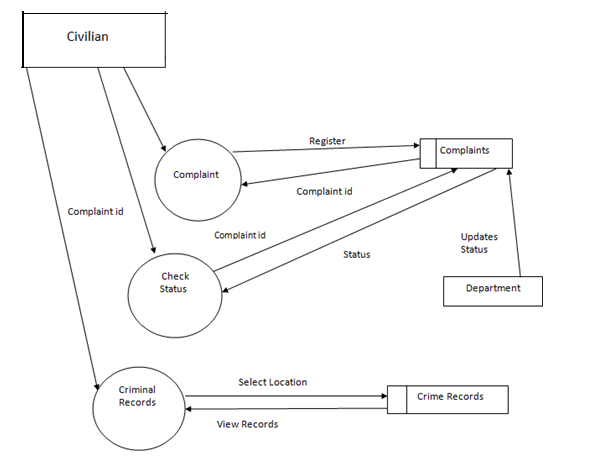 Civilian
Register
Complaints
Complaint
Complaint id
Complaint id
Complaint id
Updates
Status
Status
Check
Status
Department
Select Location
Criminal
Records
Crime Records
View Records